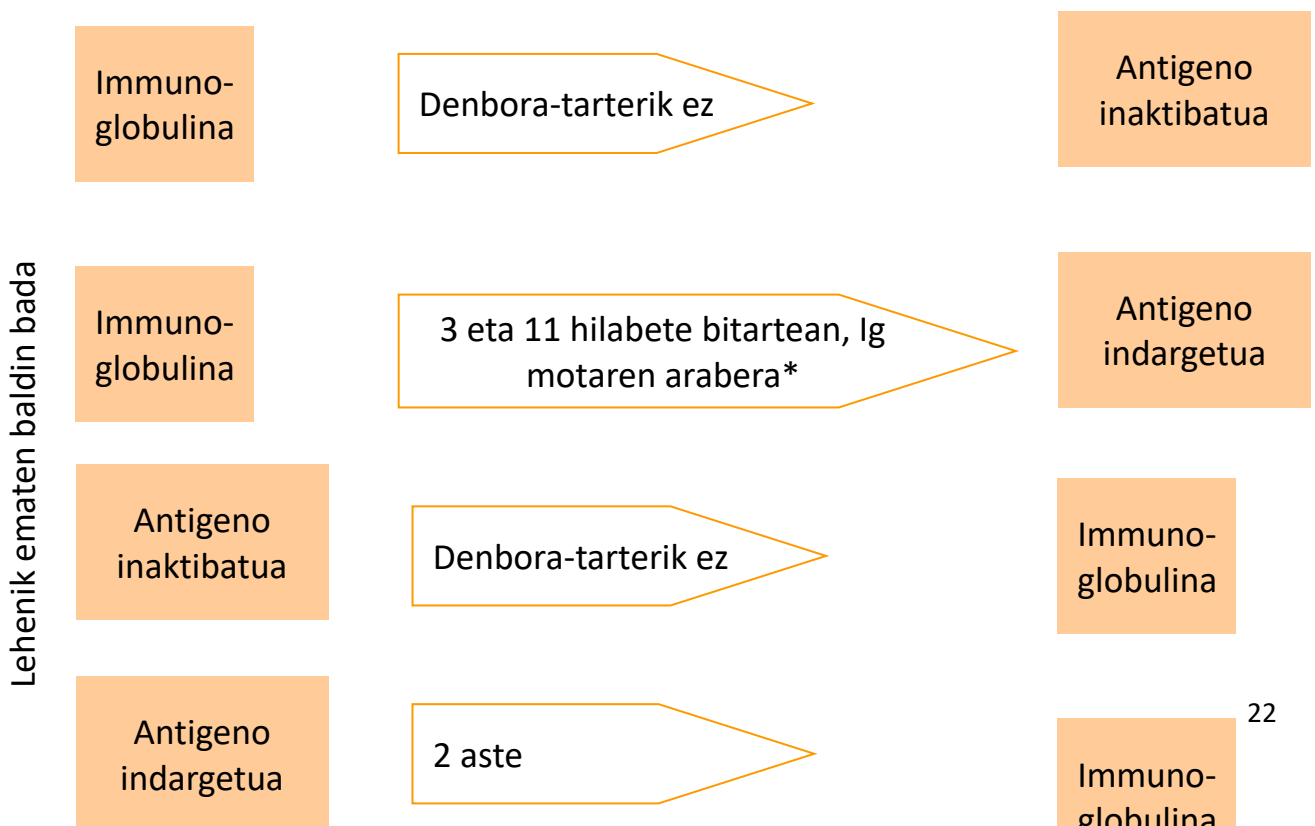 Lehenik ematen baldin bada
Immuno-
globulina
Denbora-tarterik ez
Antigeno
inaktibatua
Immuno-
globulina
3 eta 11 hilabete bitartean, Ig
motaren arabera*
Antigeno
indargetua
Antigeno
inaktibatua
Denbora-tarterik ez
Immuno-
globulina
Antigeno
indargetua
2 aste
Immuno-
globulina
22